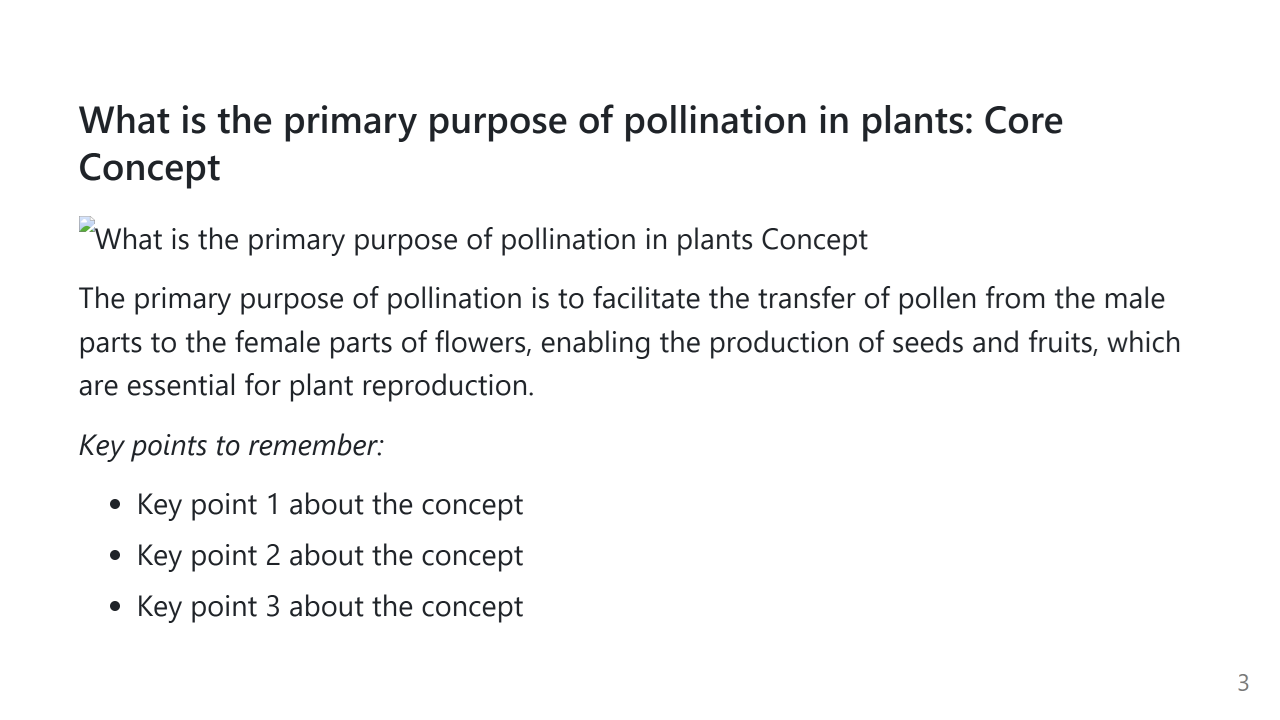 What is the primary purpose of pollination in plants: Core
Concept
What is the primary purpose of pollination in plants Concept
The primary purpose of pollination is to facilitate the transfer of pollen from the male
parts to the female parts of flowers, enabling the production of seeds and fruits, which
are essential for plant reproduction.
Key points to remember:
• Key point 1 about the concept
• Key point 2 about the concept
• Key point 3 about the concept
3